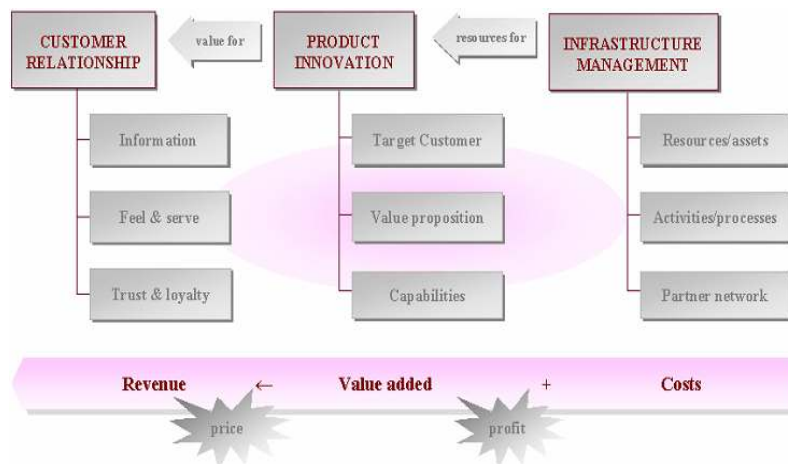 CUSTOMER
RELATIONSHIP
value for
PRODUCT
INNOVATION
resources for
INFRASTRUCTURE
MANAGEMENT
Information
Target Customer
Resources/assets
Feel & serve
Value proposition
Activities/processes
Trust & loyalty
Capabilities
Partner network
Revenue ← Value added + Costs
price
profit